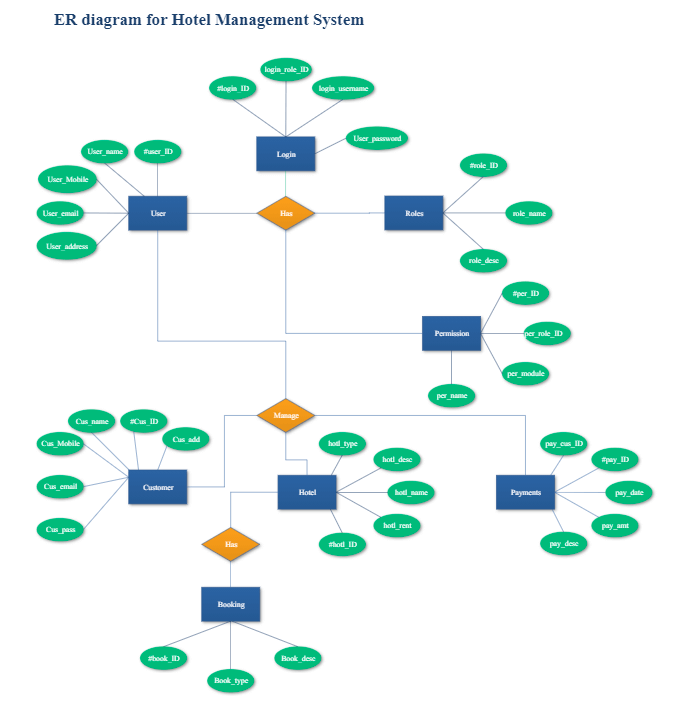 ER diagram for Hotel Management System
login_role_ID
#login_ID
login_username
User_password
Login
User_name
#user_ID
User_Mobile
User_email
User_address
User
Has
Roles
#role_ID
role_name
role_desc
#per_ID
per_role_ID
Permission
per_module
per_name
Manage
Cus_name
#Cus_ID
Cus_add
Cus_Mobile
Cus_email
Cus_pass
Customer
hotl_type
hotl_desc
hotl_name
hotl_rent
#hotl_ID
Hotel
pay_cus_ID
#pay_ID
pay_date
pay_amt
pay_desc
Payments
Has
Booking
#book_ID
Book_type
Book_desc